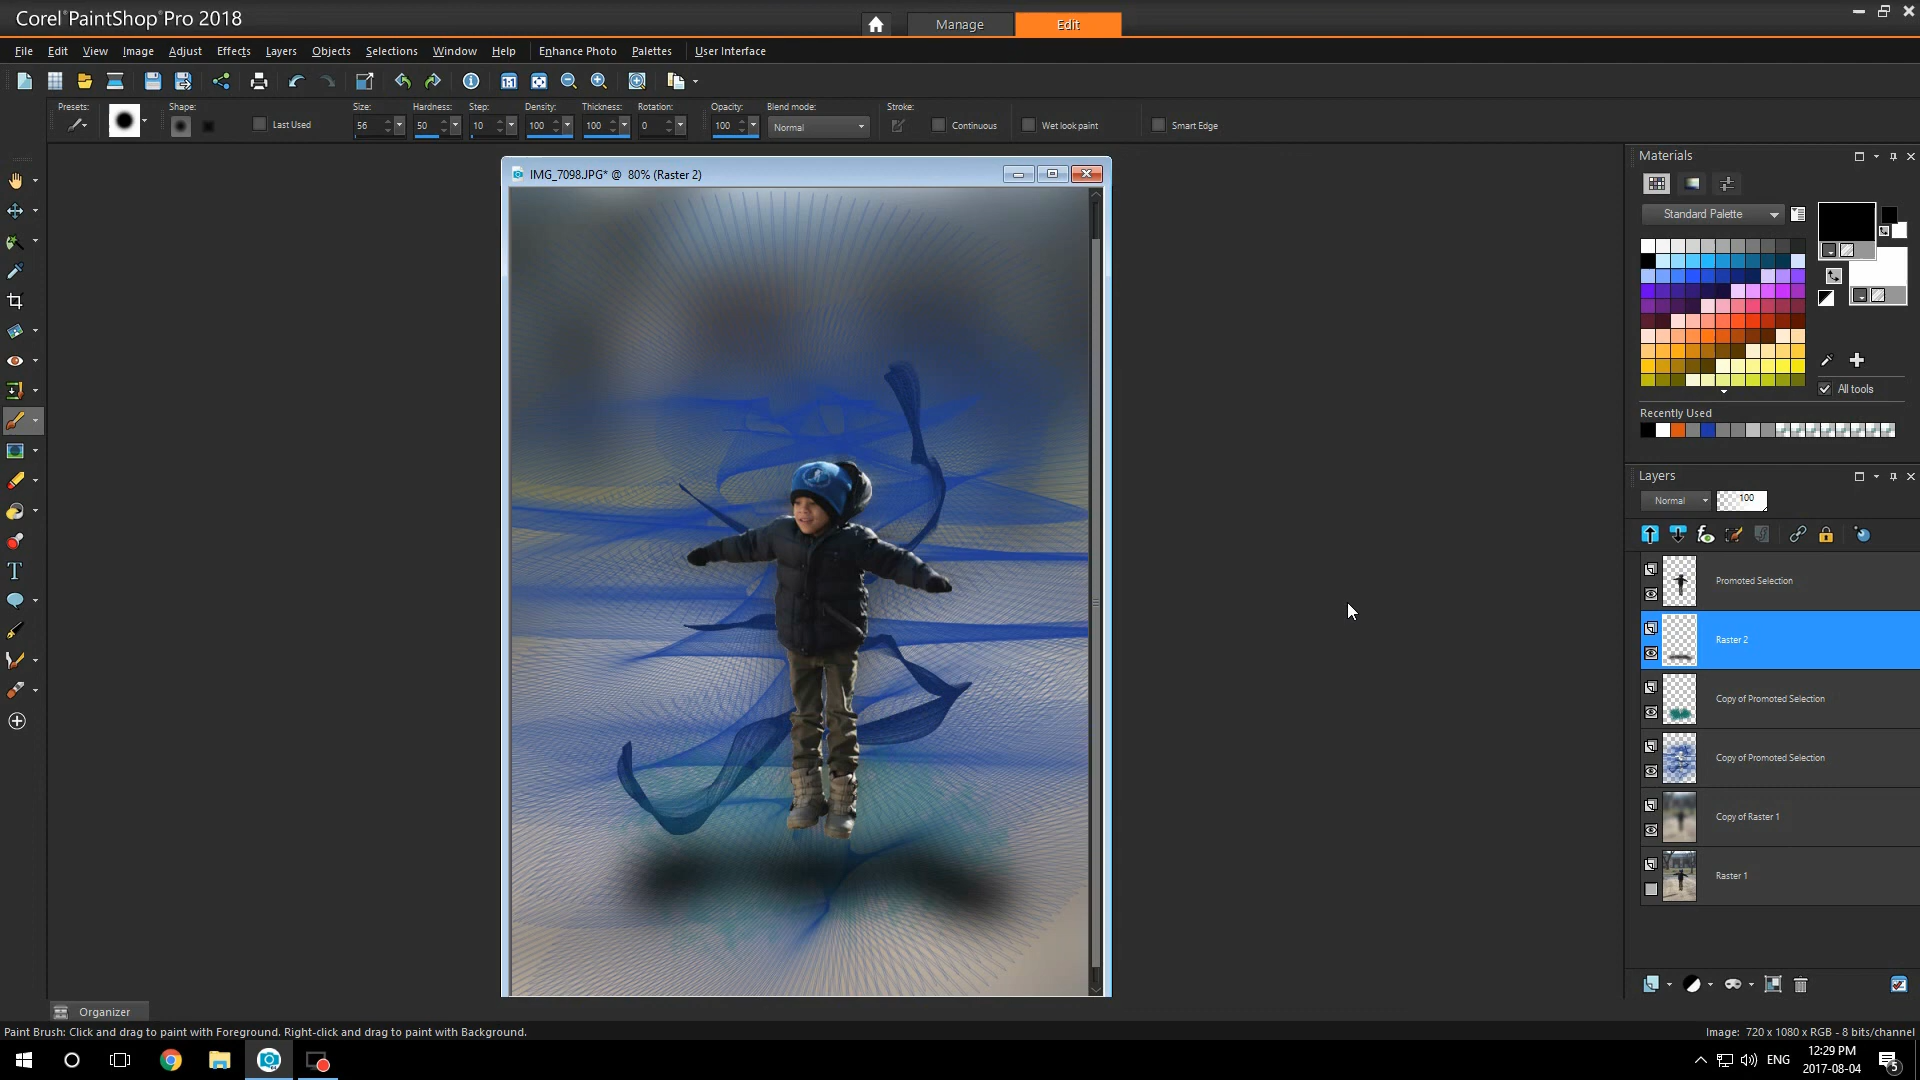 Corel® PaintShop® Pro 2018
Manage
Edit
File Edit View Image Adjust Effects Layers Objects Selections Window Help Enhance Photo Palettes User Interface
Presets:
Shape:
Last Used
Size:
56
Hardness:
50
Step:
10
Density:
100
Thickness:
100
Rotation:
0
Opacity:
100
Blend mode:
Normal
Stroke:
Continuous
Wet look paint
Smart Edge
IMG_7098.JPG* @ 80% (Raster 2)
Materials
Standard Palette
All tools
Recently Used
Layers
Normal
100
Promoted Selection
Raster 2
Copy of Promoted Selection
Copy of Promoted Selection
Copy of Raster 1
Raster 1
Organizer
Paint Brush: Click and drag to paint with Foreground. Right-click and drag to paint with Background.
Image: 720 x 1080 x RGB - 8 bits/channel
ENG
12:29 PM
2017-08-04
5